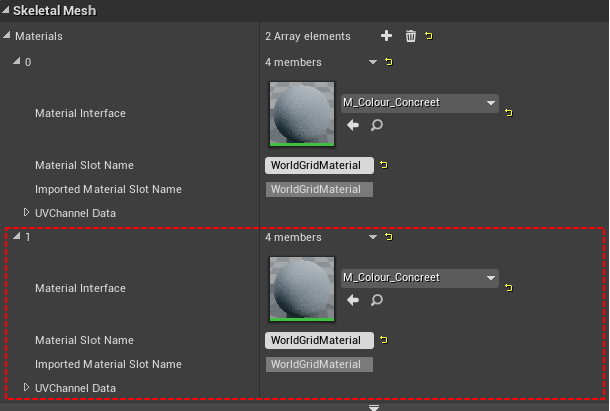 Skeletal Mesh
Materials 2 Array elements
0 4 members
Material Interface M_Colour_Concreet
Material Slot Name WorldGridMaterial
Imported Material Slot Name WorldGridMaterial
UVChannel Data
1 4 members
Material Interface M_Colour_Concreet
Material Slot Name WorldGridMaterial
Imported Material Slot Name WorldGridMaterial
UVChannel Data